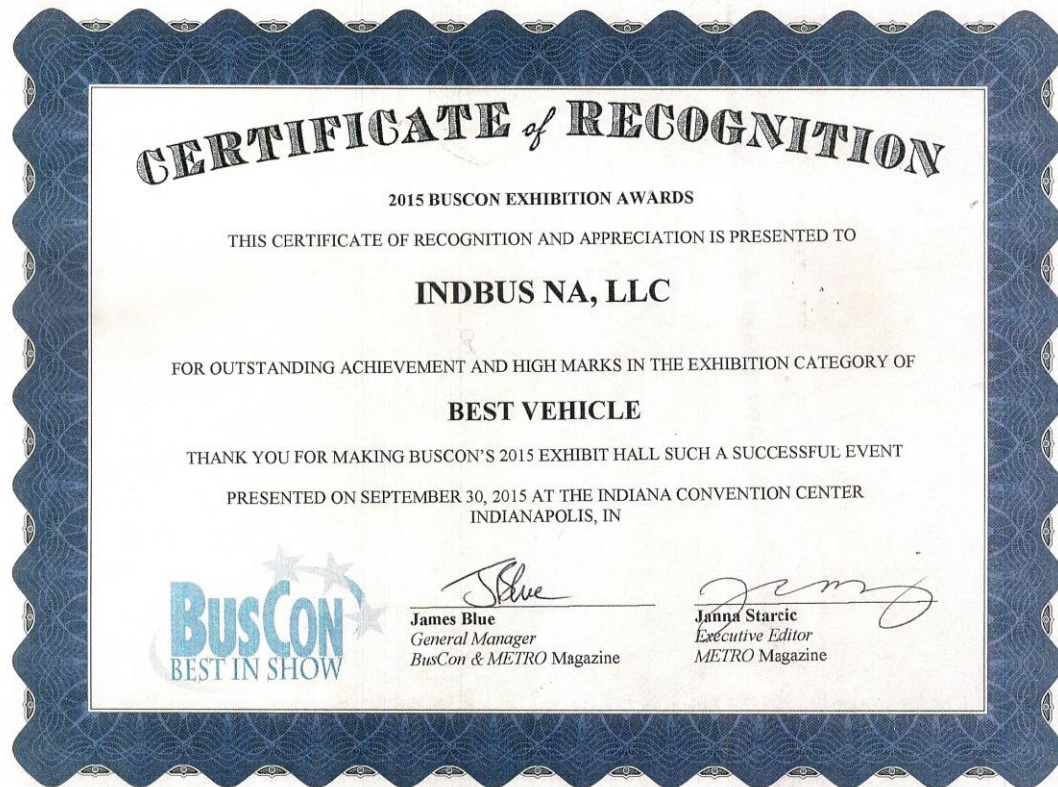 CERTIFICATE of RECOGNITION
2015 BUSCON EXHIBITION AWARDS
THIS CERTIFICATE OF RECOGNITION AND APPRECIATION IS PRESENTED TO
INDBUS NA, LLC
FOR OUTSTANDING ACHIEVEMENT AND HIGH MARKS IN THE EXHIBITION CATEGORY OF
BEST VEHICLE
THANK YOU FOR MAKING BUSCON'S 2015 EXHIBIT HALL SUCH A SUCCESSFUL EVENT
PRESENTED ON SEPTEMBER 30, 2015 AT THE INDIANA CONVENTION CENTER
INDIANAPOLIS, IN
BUSCON
BEST IN SHOW
JBlue
James Blue
General Manager
BusCon & METRO Magazine
Janna Starcic
Executive Editor
METRO Magazine